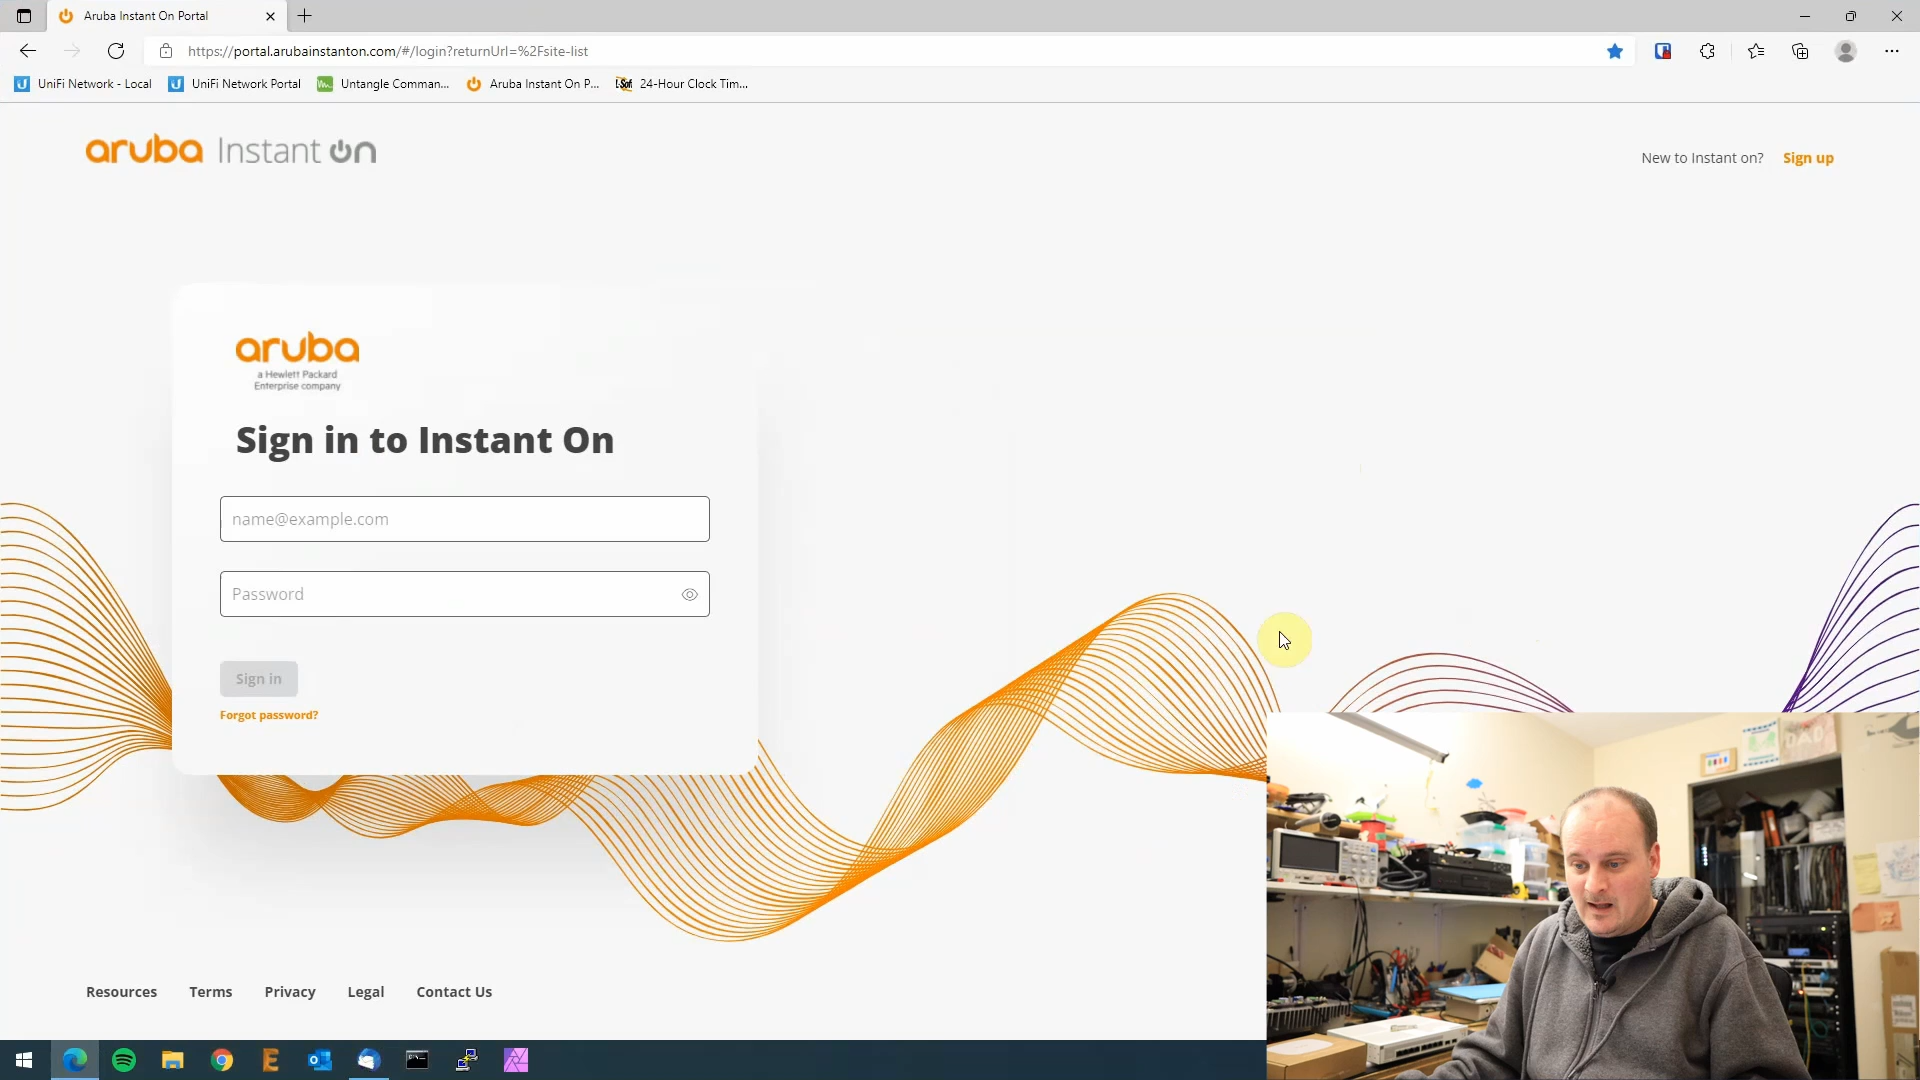 Aruba Instant On Portal
https://portal.arubainstanton.com/#/login?returnUrl=%2Fsite-list
UniFi Network - Local
UniFi Network Portal
Untangle Comman...
Aruba Instant On P...
24-Hour Clock Tim...
aruba Instant On
New to Instant on? Sign up
aruba
a Hewlett Packard
Enterprise company
Sign in to Instant On
name@example.com
Password
Sign in
Forgot password?
Resources Terms Privacy Legal Contact Us
DAD